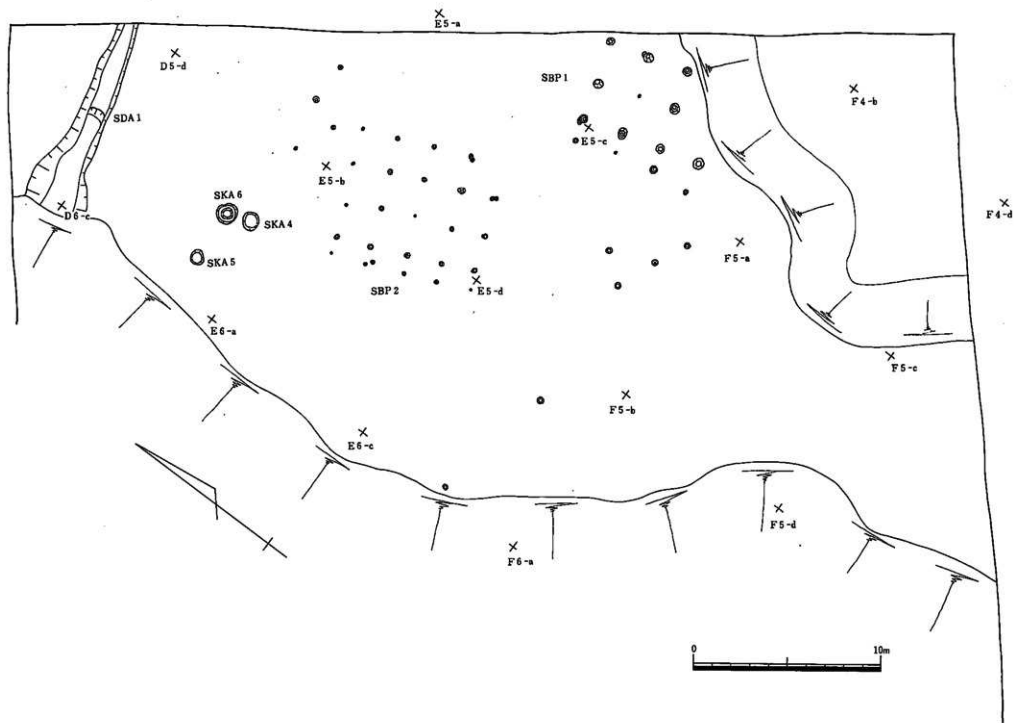 E5-a
D5-d
SBP1
F4-b
SDA1
E5-c
E5-b
SKA6
D6-c
F4-d
SKA4
F5-a
SKA5
SBP2
E5-d
E6-a
F5-c
F5-b
E6-c
F5-d
F6-a
0 10m